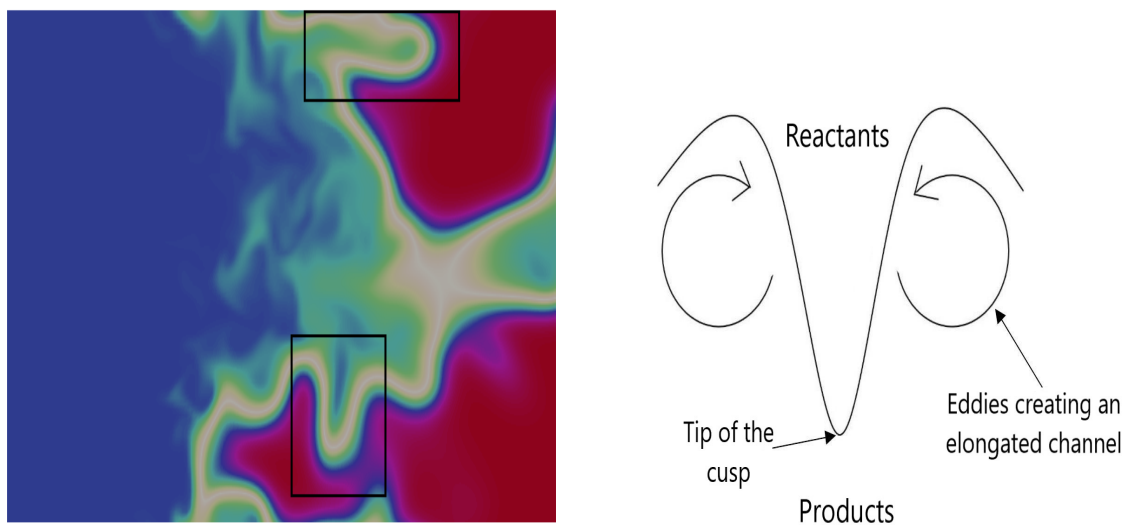 Reactants
Eddies creating an
elongated channel
Tip of the
cusp
Products